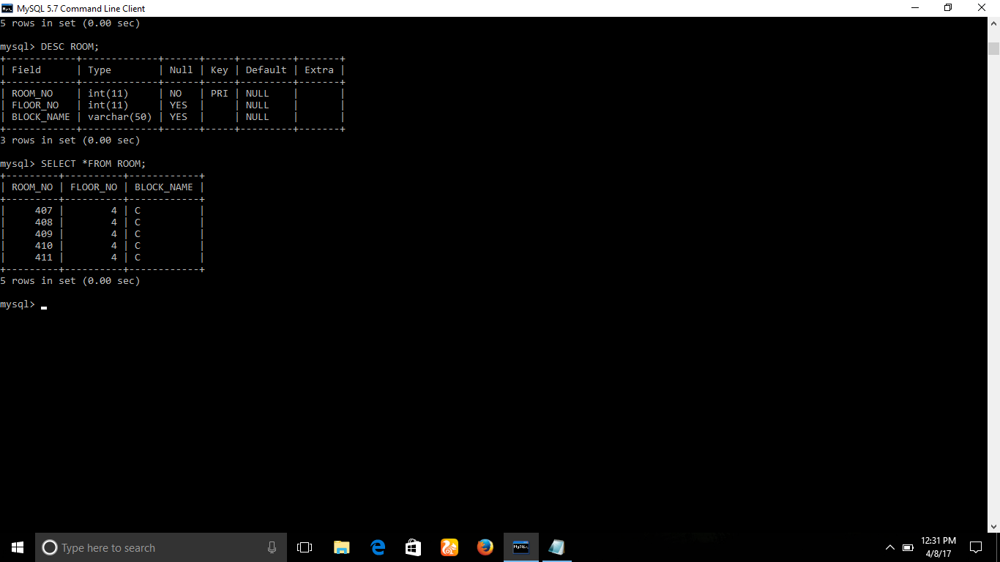 MySQL 5.7 Command Line Client
5 rows in set (0.00 sec)
mysql> DESC ROOM;
+------------+-------------+------+-----+---------+-------+
| Field      | Type        | Null | Key | Default | Extra |
+------------+-------------+------+-----+---------+-------+
| ROOM_NO    | int(11)     | NO   | PRI | NULL    |       |
| FLOOR_NO   | int(11)     | YES  |     | NULL    |       |
| BLOCK_NAME | varchar(50) | YES  |     | NULL    |       |
+------------+-------------+------+-----+---------+-------+
3 rows in set (0.00 sec)
mysql> SELECT *FROM ROOM;
+---------+----------+------------+
| ROOM_NO | FLOOR_NO | BLOCK_NAME |
+---------+----------+------------+
|     407 |        4 | C          |
|     408 |        4 | C          |
|     409 |        4 | C          |
|     410 |        4 | C          |
|     411 |        4 | C          |
+---------+----------+------------+
5 rows in set (0.00 sec)
mysql>
Type here to search
12:31 PM
4/8/17